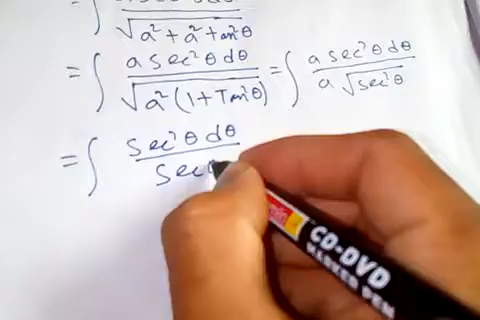 √a² + a² + tan²θ
= ∫ a sec²θ dθ / √a² (1 + Tan²θ) = ∫ a sec²θ dθ / a √sec²θ
= ∫ sec²θ dθ / sec
CD-DVD
MARKER PEN